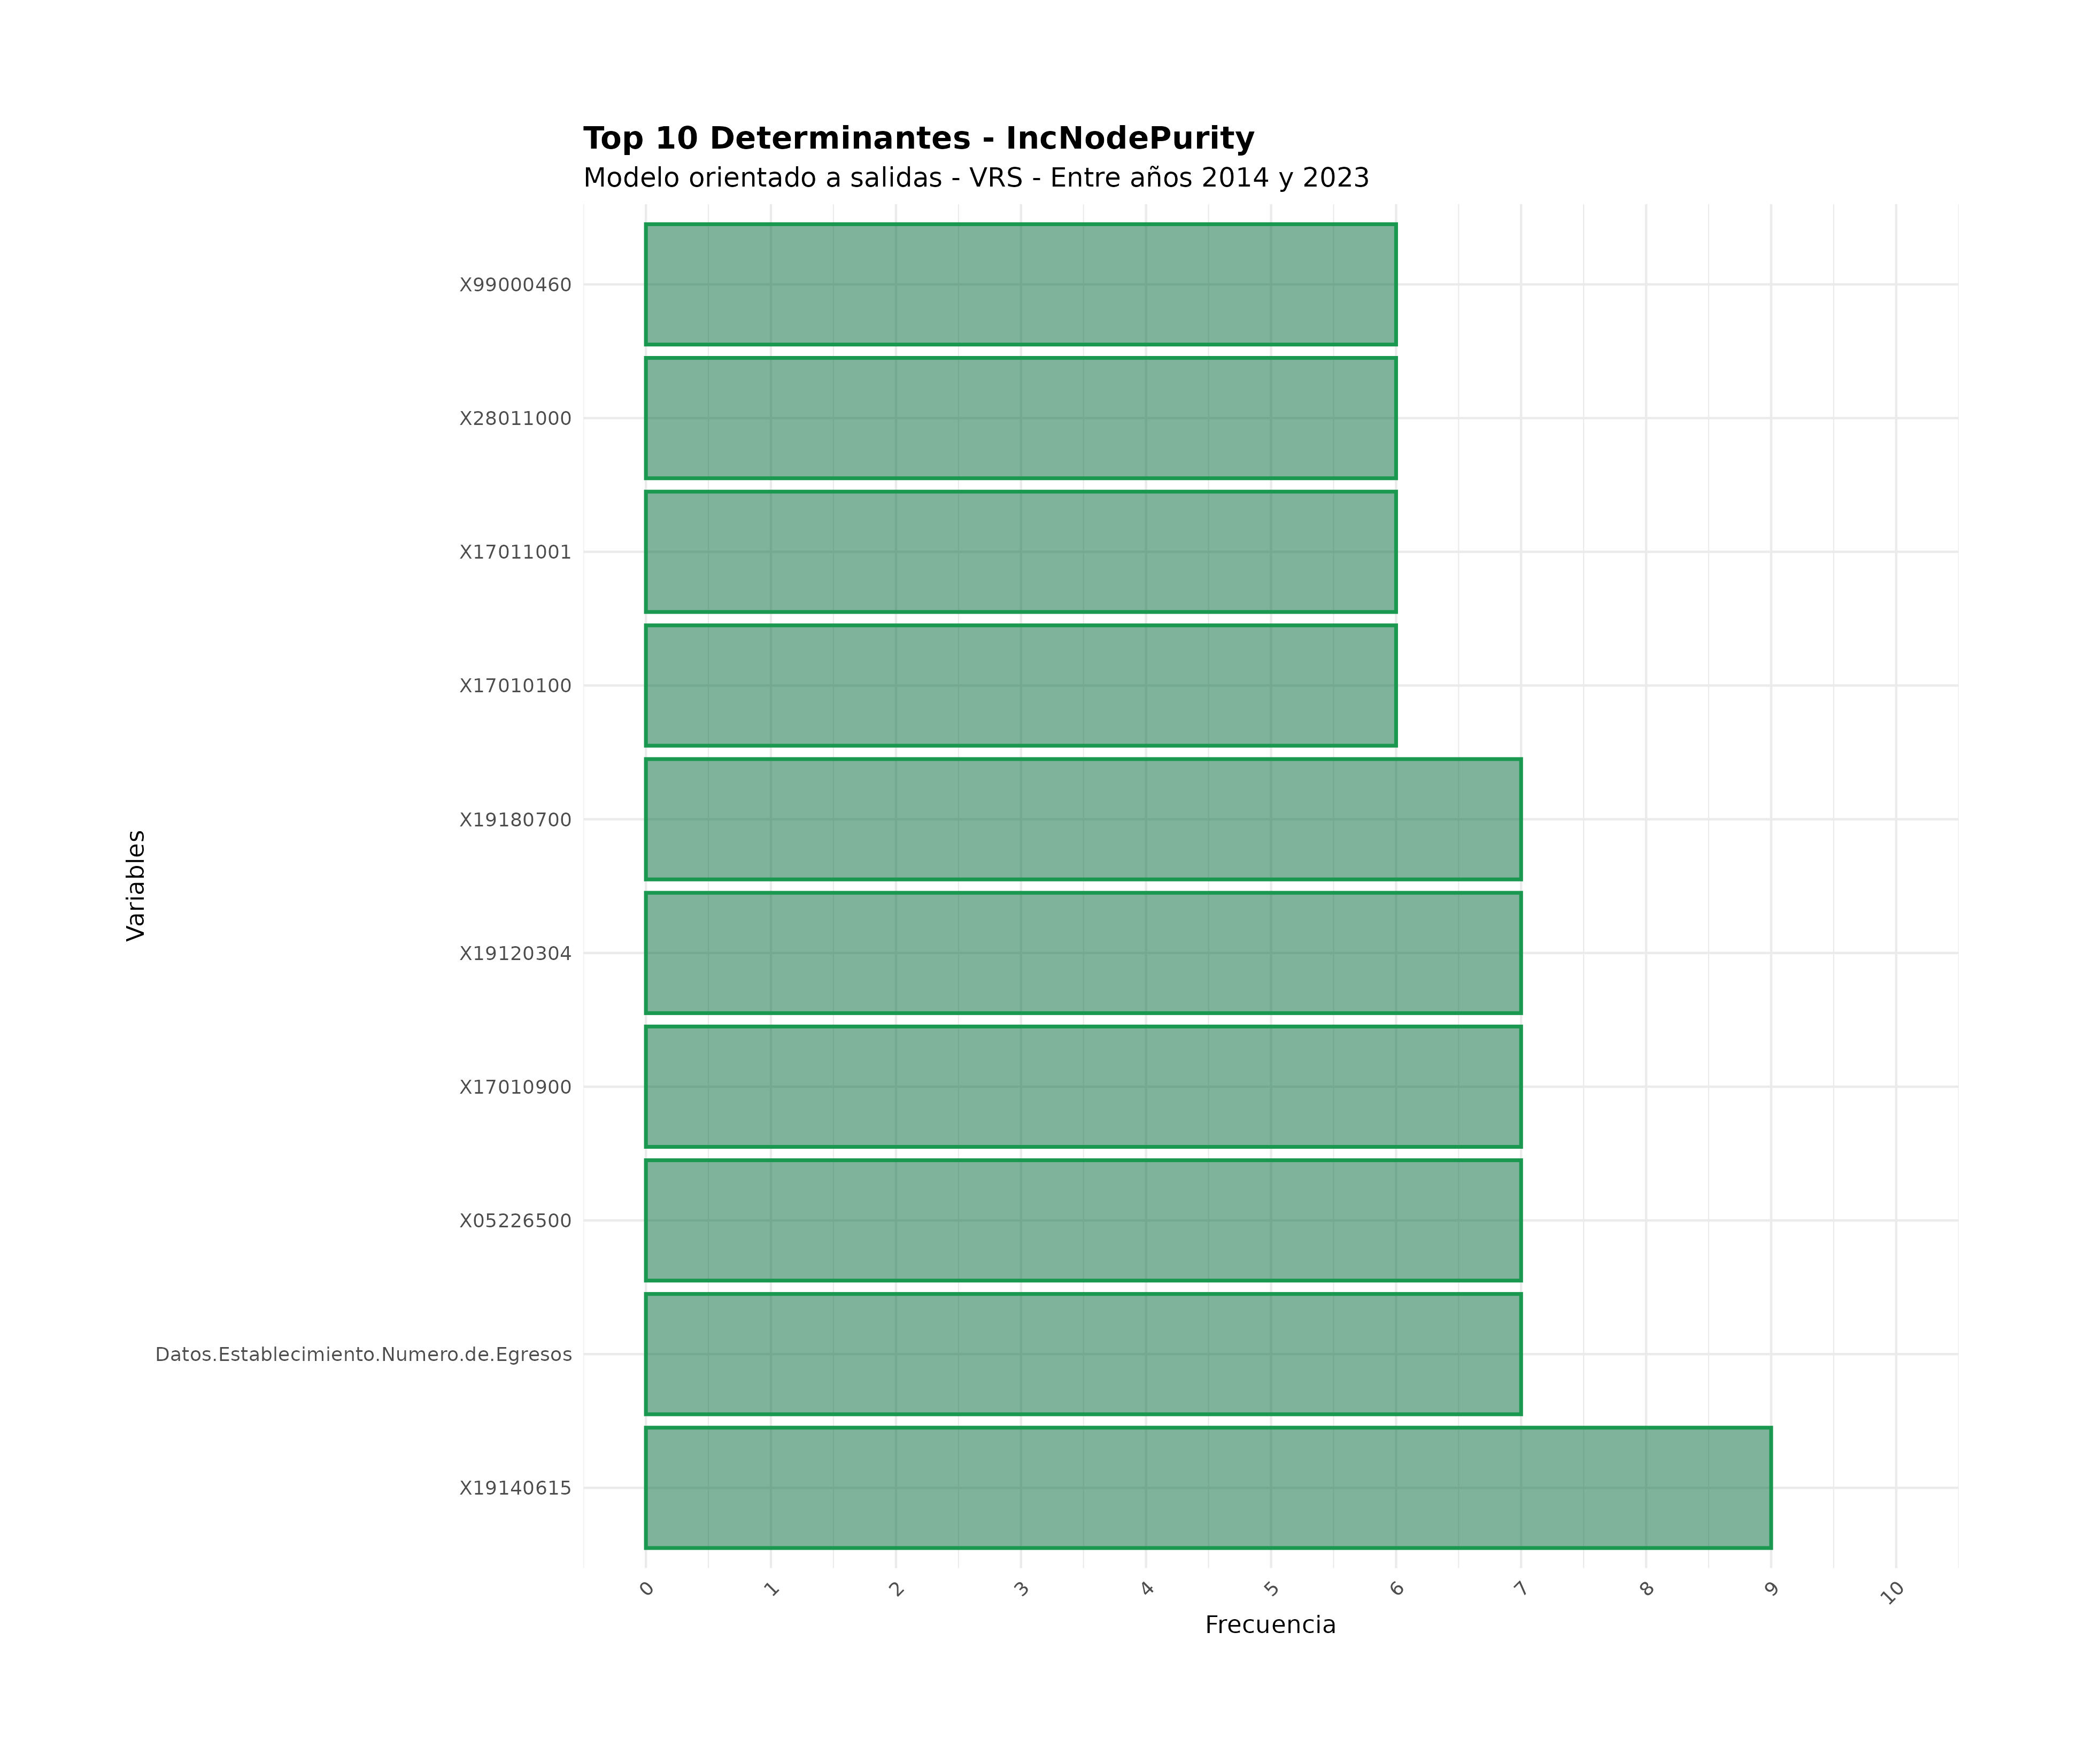 Top 10 Determinantes - IncNodePurity
Modelo orientado a salidas - VRS - Entre años 2014 y 2023
Variables
X99000460
X28011000
X17011001
X17010100
X19180700
X19120304
X17010900
X05226500
Datos.Establecimiento.Numero.de.Egresos
X19140615
0 1 2 3 4 5 6 7 8 9 10
Frecuencia